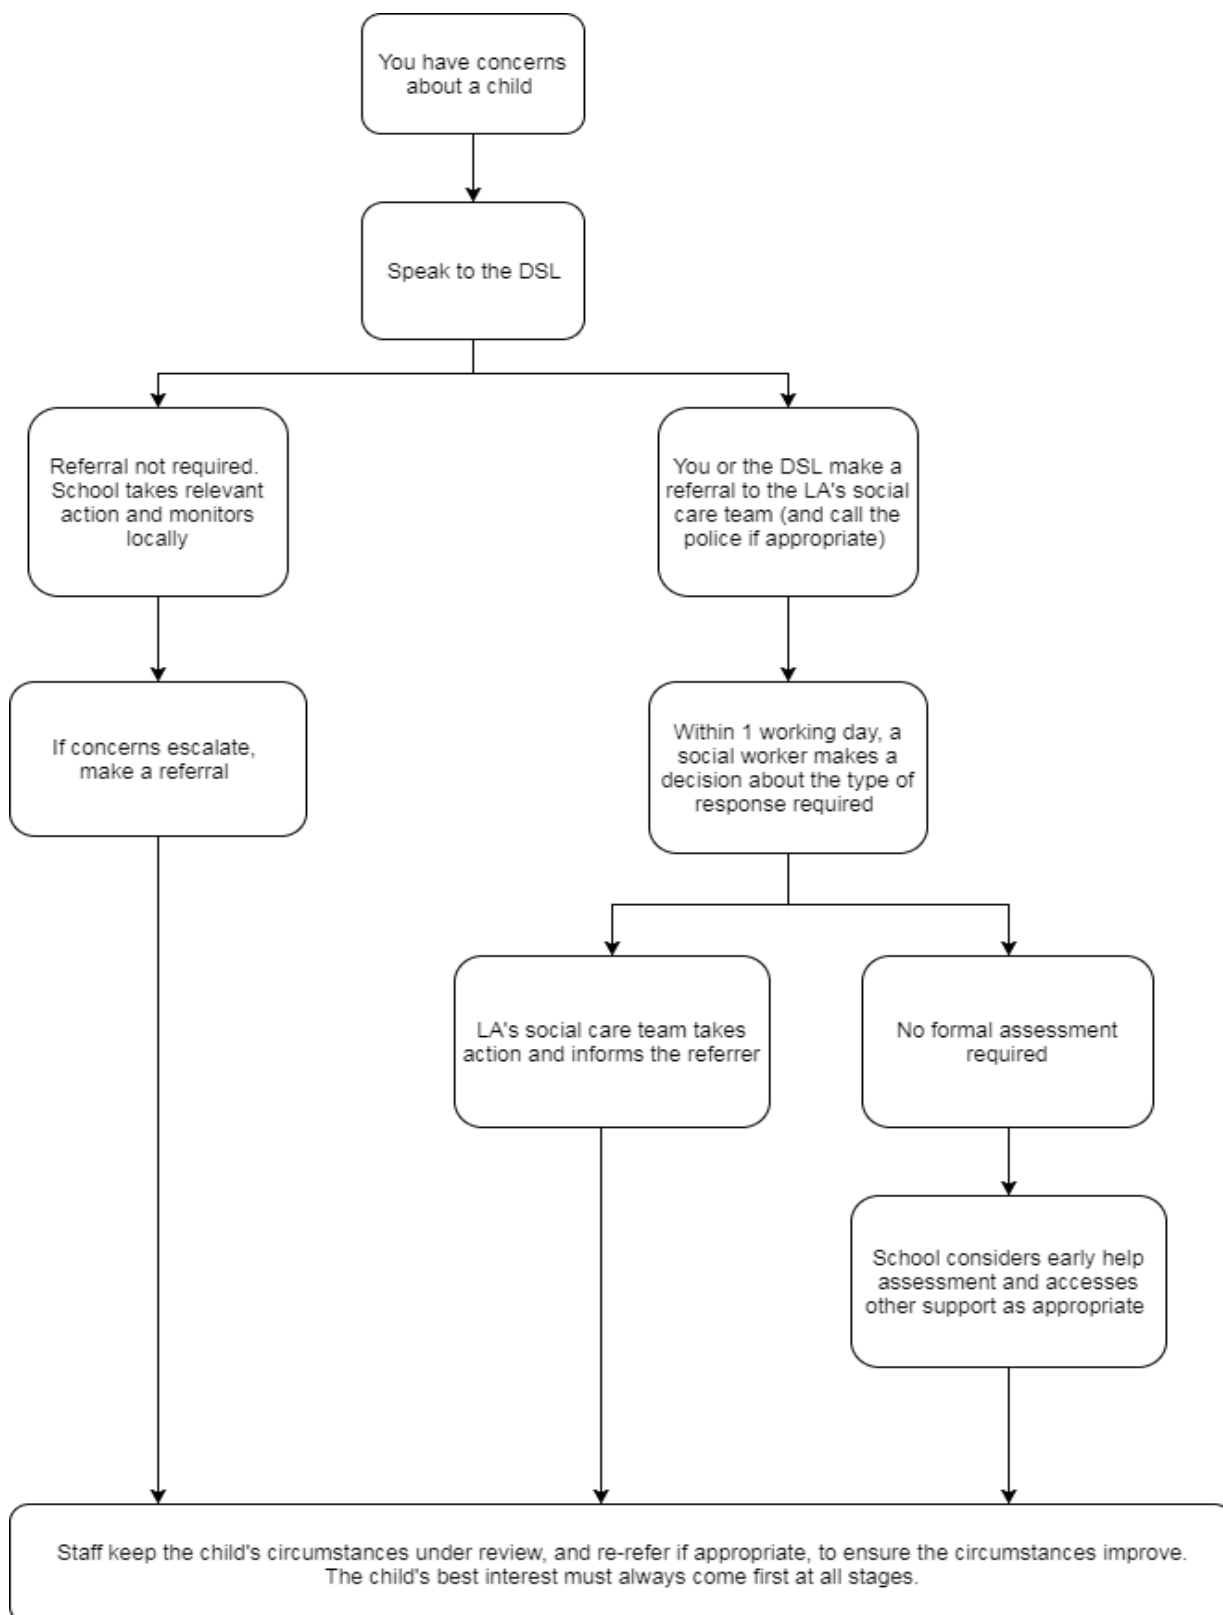 You have concerns
about a child
Speak to the DSL
Referral not required.
School takes relevant
action and monitors
locally
You or the DSL make a
referral to the LA's social
care team (and call the
police if appropriate)
If concerns escalate,
make a referral
Within 1 working day, a
social worker makes a
decision about the type of
response required
LA's social care team takes
action and informs the referrer
No formal assessment
required
School considers early help
assessment and accesses
other support as appropriate
Staff keep the child's circumstances under review, and re-refer if appropriate, to ensure the circumstances improve.
The child's best interest must always come first at all stages.